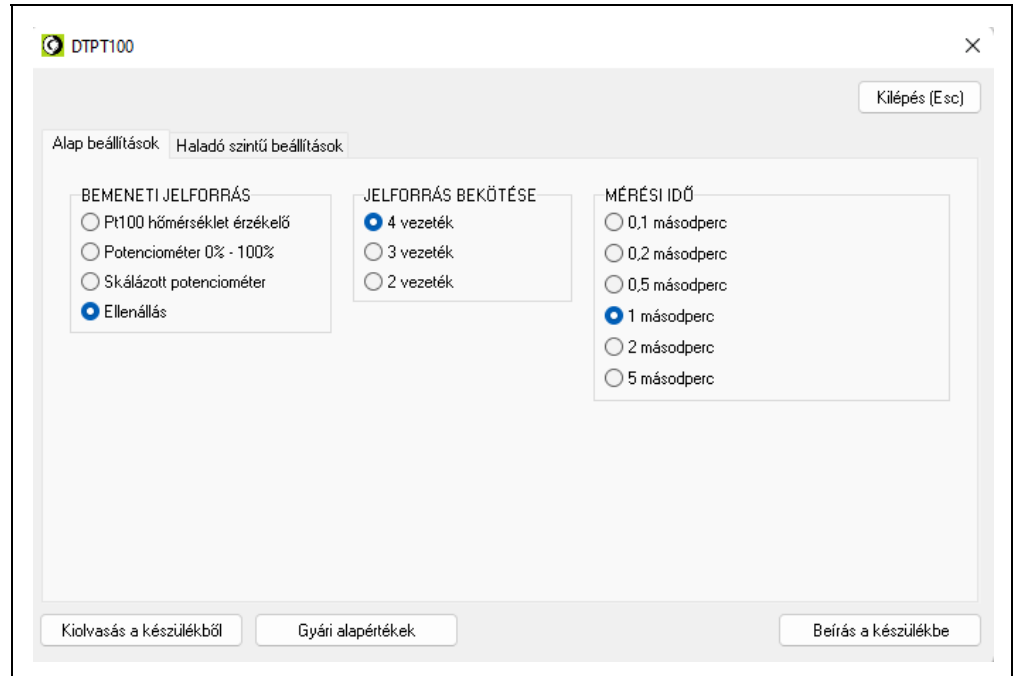 DTPT100
Kilépés (Esc)
Alap beállítások
Haladó szintű beállítások
BEMENETI JELFORRÁS
Pt100 hőmérséklet érzékelő
Potenciométer 0% - 100%
Skálázott potenciométer
Ellenállás
JELFORRÁS BEKÖTÉSE
4 vezeték
3 vezeték
2 vezeték
MÉRÉSI IDŐ
0,1 másodperc
0,2 másodperc
0,5 másodperc
1 másodperc
2 másodperc
5 másodperc
Kiolvasás a készülékből
Gyári alapértékek
Beírás a készülékbe